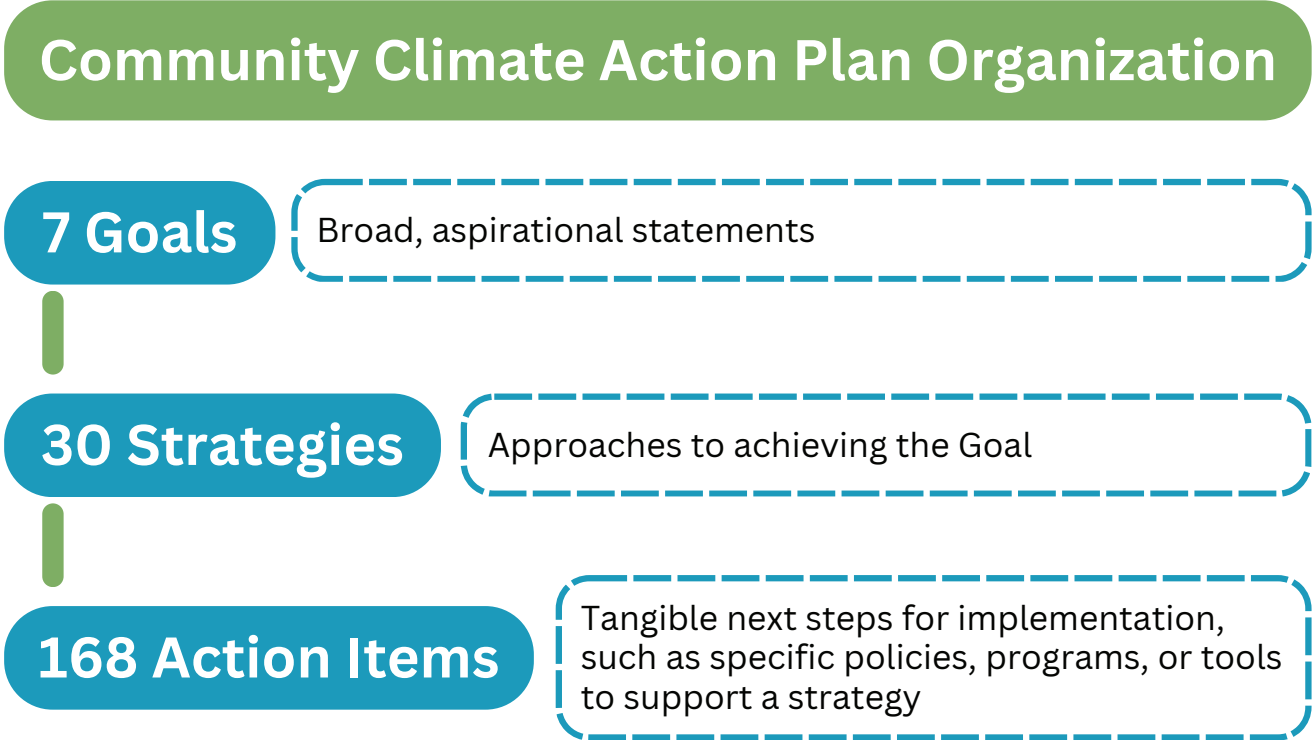 Community Climate Action Plan Organization
7 Goals
Broad, aspirational statements
30 Strategies
Approaches to achieving the Goal
168 Action Items
Tangible next steps for implementation,
such as specific policies, programs, or tools
to support a strategy